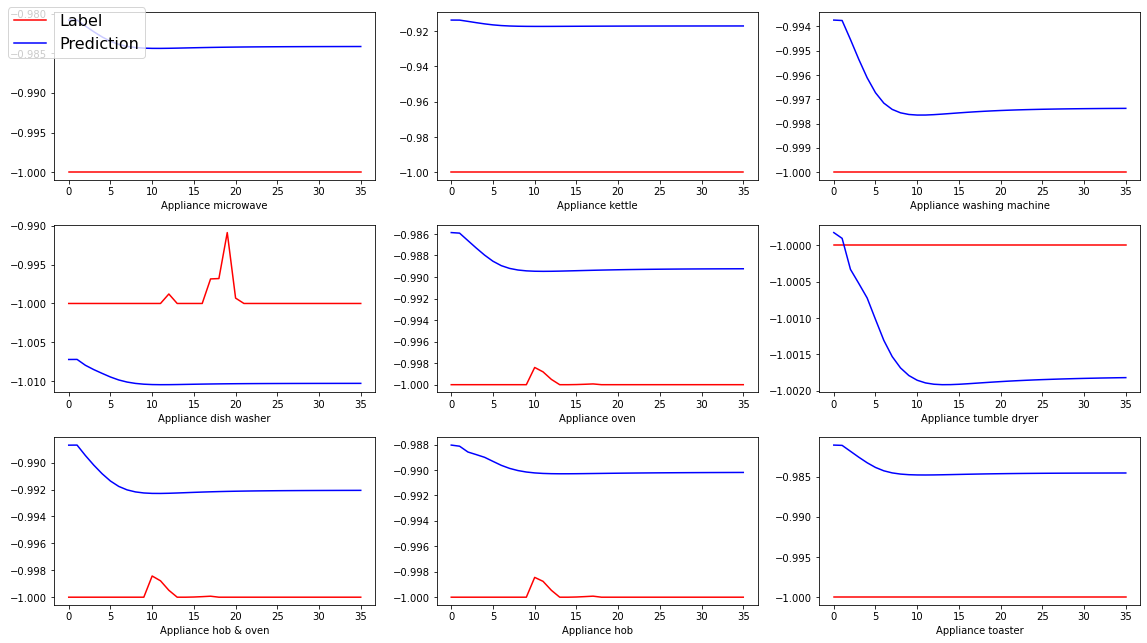 Label
Prediction
−0.980
−0.985
−0.990
−0.995
−1.000
0 5 10 15 20 25 30 35
Appliance microwave
−0.92
−0.94
−0.96
−0.98
−1.00
0 5 10 15 20 25 30 35
Appliance kettle
−0.994
−0.995
−0.996
−0.997
−0.998
−0.999
−1.000
0 5 10 15 20 25 30 35
Appliance washing machine
−0.990
−0.995
−1.000
−1.005
−1.010
0 5 10 15 20 25 30 35
Appliance dish washer
−0.986
−0.988
−0.990
−0.992
−0.994
−0.996
−0.998
−1.000
0 5 10 15 20 25 30 35
Appliance oven
−1.0000
−1.0005
−1.0010
−1.0015
−1.0020
0 5 10 15 20 25 30 35
Appliance tumble dryer
−0.990
−0.992
−0.994
−0.996
−0.998
−1.000
0 5 10 15 20 25 30 35
Appliance hob & oven
−0.988
−0.990
−0.992
−0.994
−0.996
−0.998
−1.000
0 5 10 15 20 25 30 35
Appliance hob
−0.985
−0.990
−0.995
−1.000
0 5 10 15 20 25 30 35
Appliance toaster